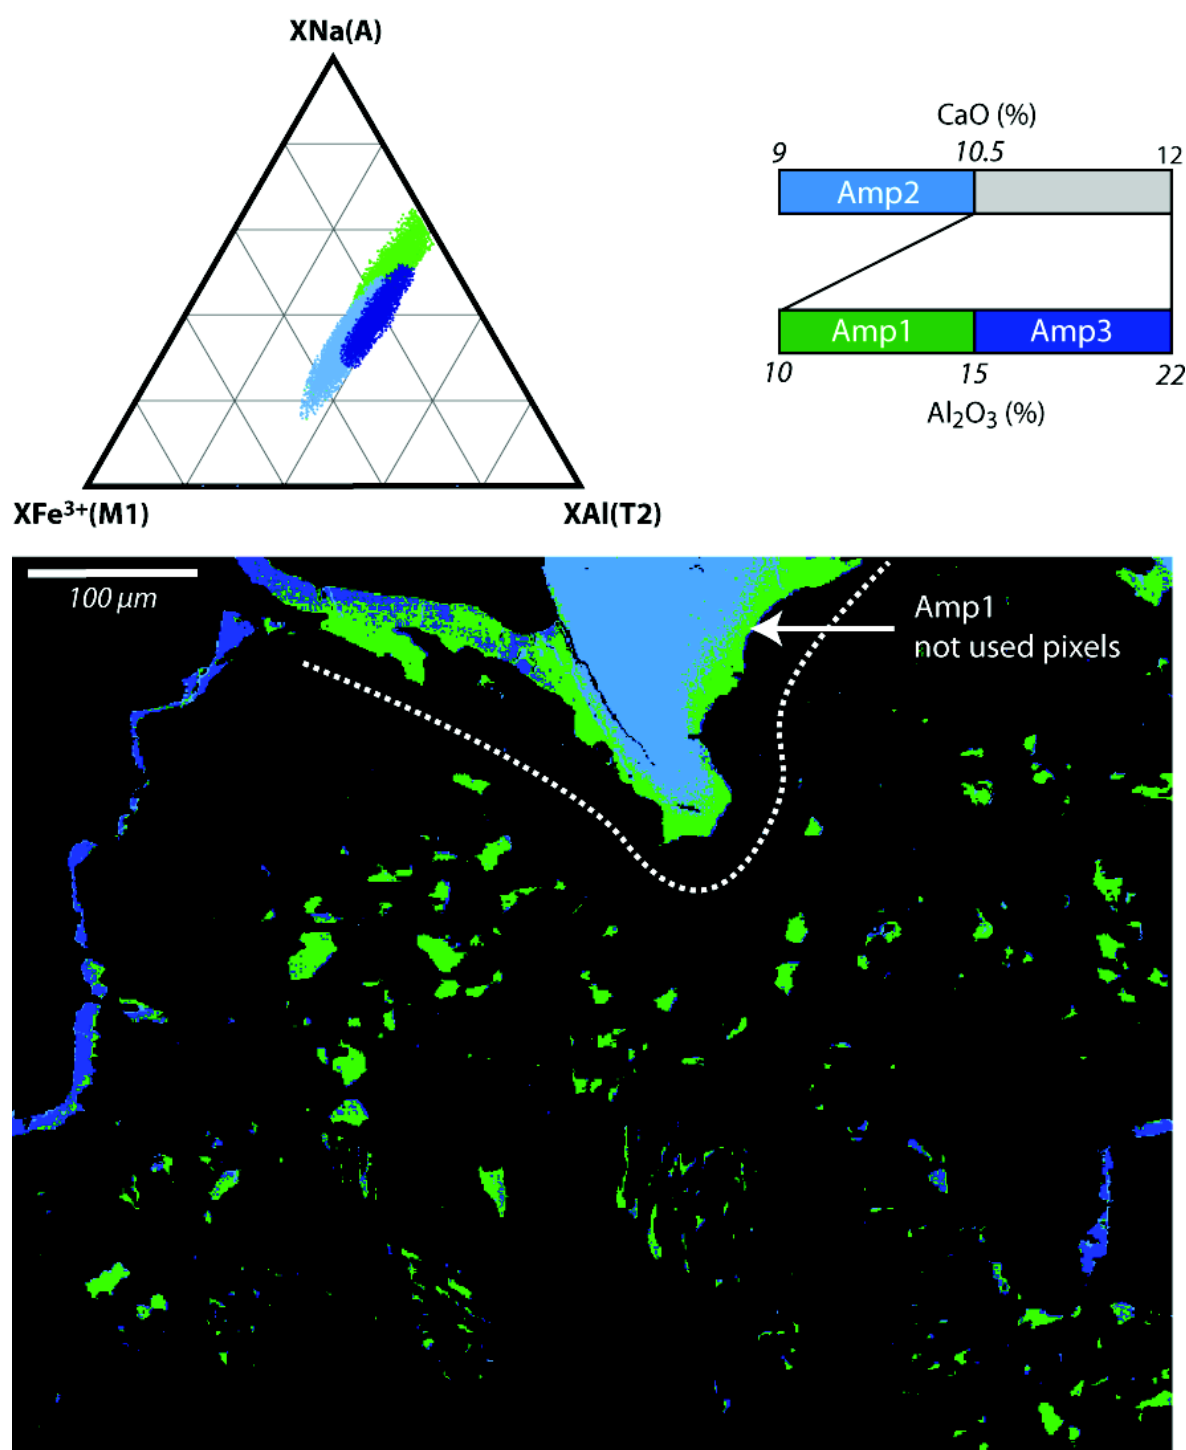 XNa(A)
XFe³⁺(M1)
XAl(T2)
CaO (%)
9 10.5 12
Amp2
Amp1 Amp3
10 15 22
Al₂O₃ (%)
100 μm
Amp1
not used pixels